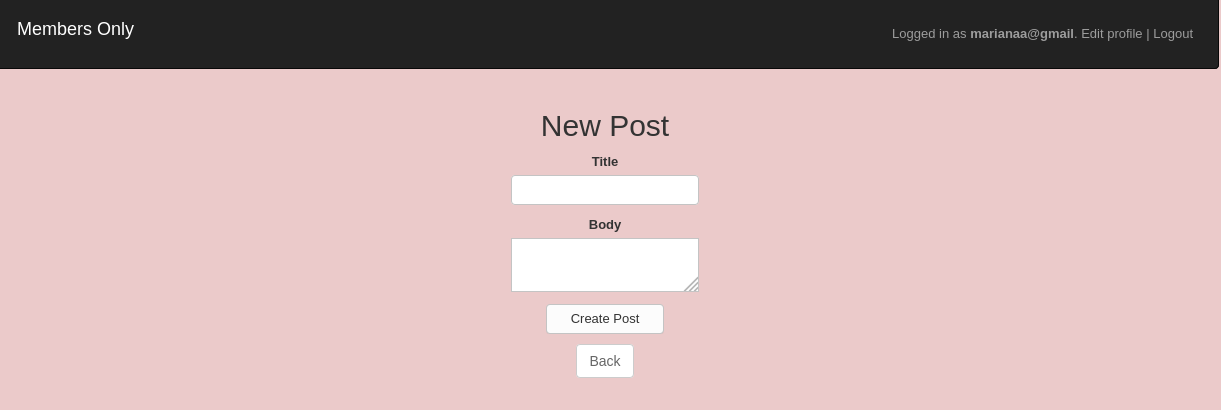 Members Only
Logged in as marianaa@gmail. Edit profile | Logout
New Post
Title
Body
Create Post
Back